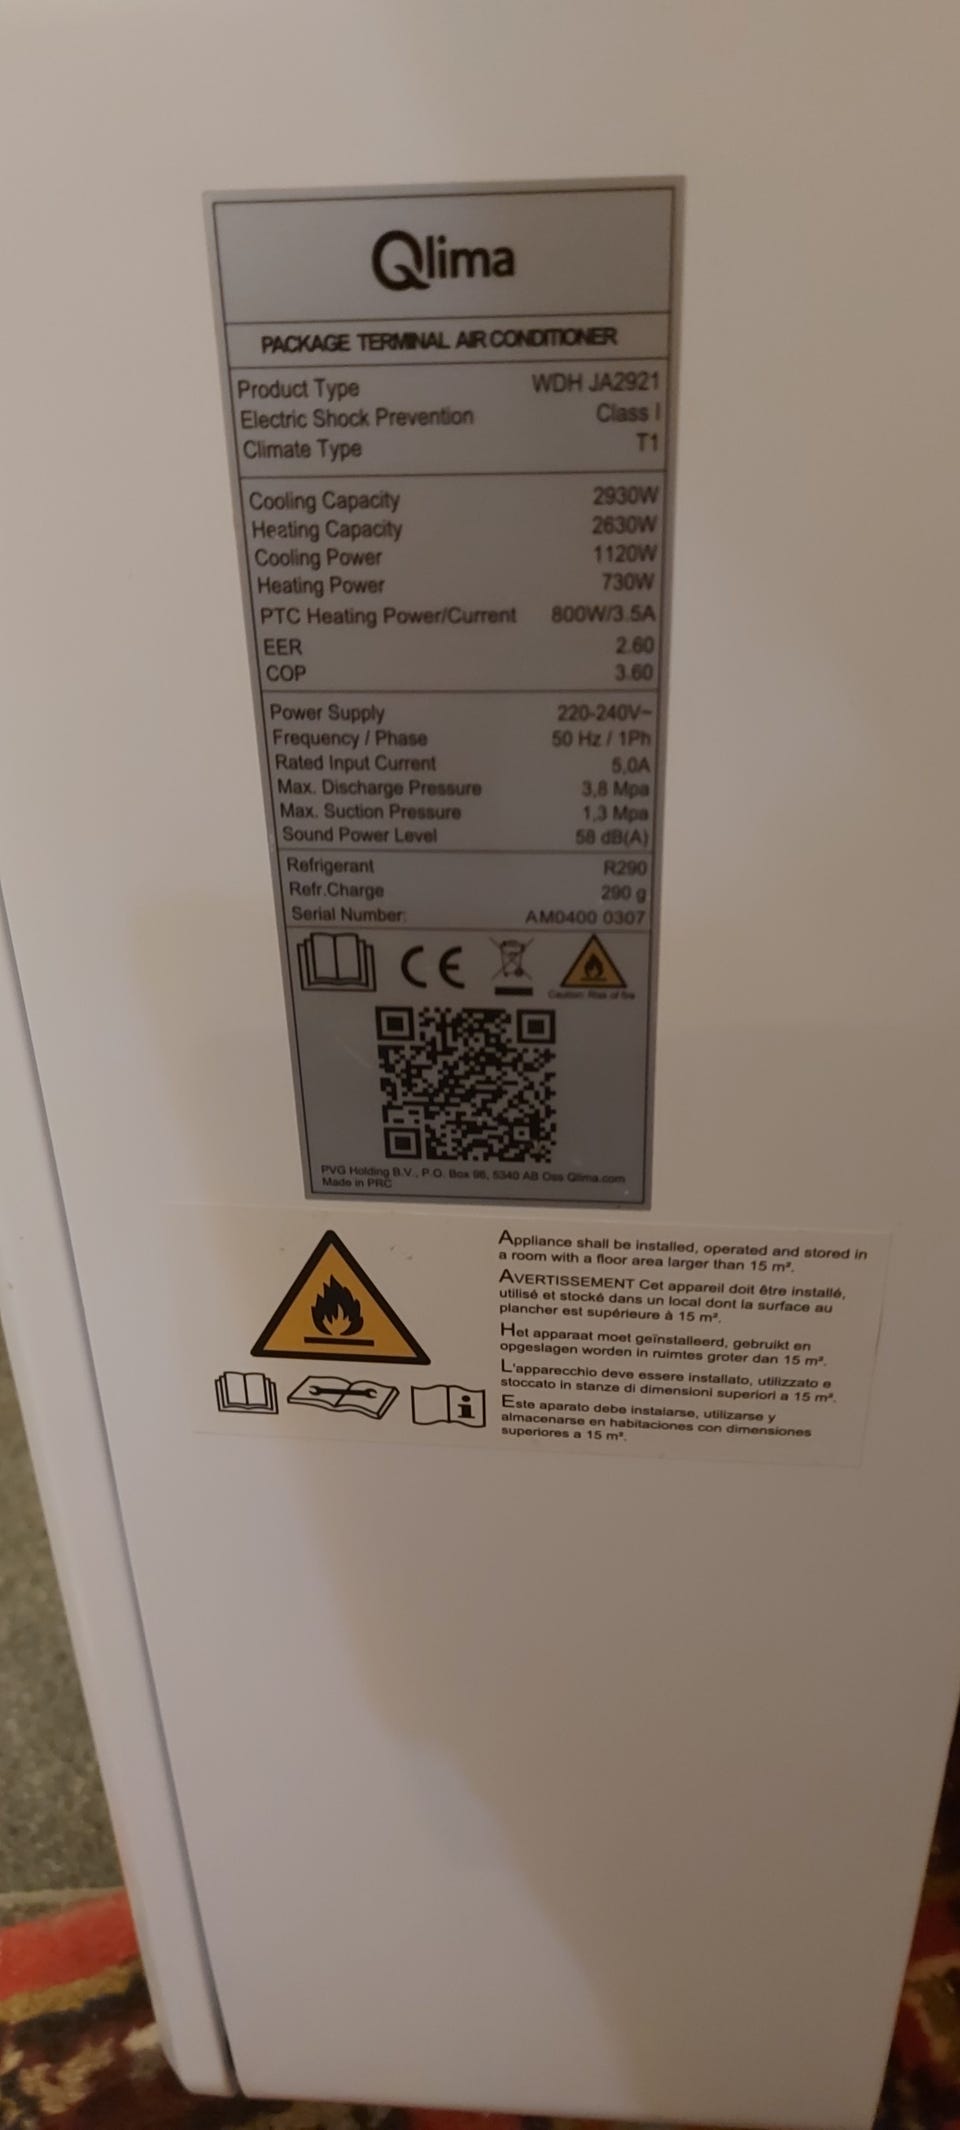 Qlima
PACKAGE TERMINAL AIR CONDITIONER
Product Type WDH JA2921
Electric Shock Prevention Class I
Climate Type T1
Cooling Capacity 2930W
Heating Capacity 2630W
Cooling Power 1120W
Heating Power 730W
PTC Heating Power/Current 800W/3.5A
EER 2.60
COP 3.60
Power Supply 220-240V~
Frequency / Phase 50 Hz / 1Ph
Rated Input Current 5,0A
Max. Discharge Pressure 3,8 Mpa
Max. Suction Pressure 1,3 Mpa
Sound Power Level 58 dB(A)
Refrigerant R290
Refr.Charge 290 g
Serial Number: AM0400 0307
CE
Caution: Risk of fire
PVG Holding B.V., P.O. Box 96, 5340 AB Oss Qlima.com
Made in PRC
Appliance shall be installed, operated and stored in
a room with a floor area larger than 15 m².
AVERTISSEMENT Cet appareil doit être installé,
utilisé et stocké dans un local dont la surface au
plancher est supérieure à 15 m².
Het apparaat moet geïnstalleerd, gebruikt en
opgeslagen worden in ruimtes groter dan 15 m².
L'apparecchio deve essere installato, utilizzato e
stoccato in stanze di dimensioni superiori a 15 m².
Este aparato debe instalarse, utilizarse y
almacenarse en habitaciones con dimensiones
superiores a 15 m².